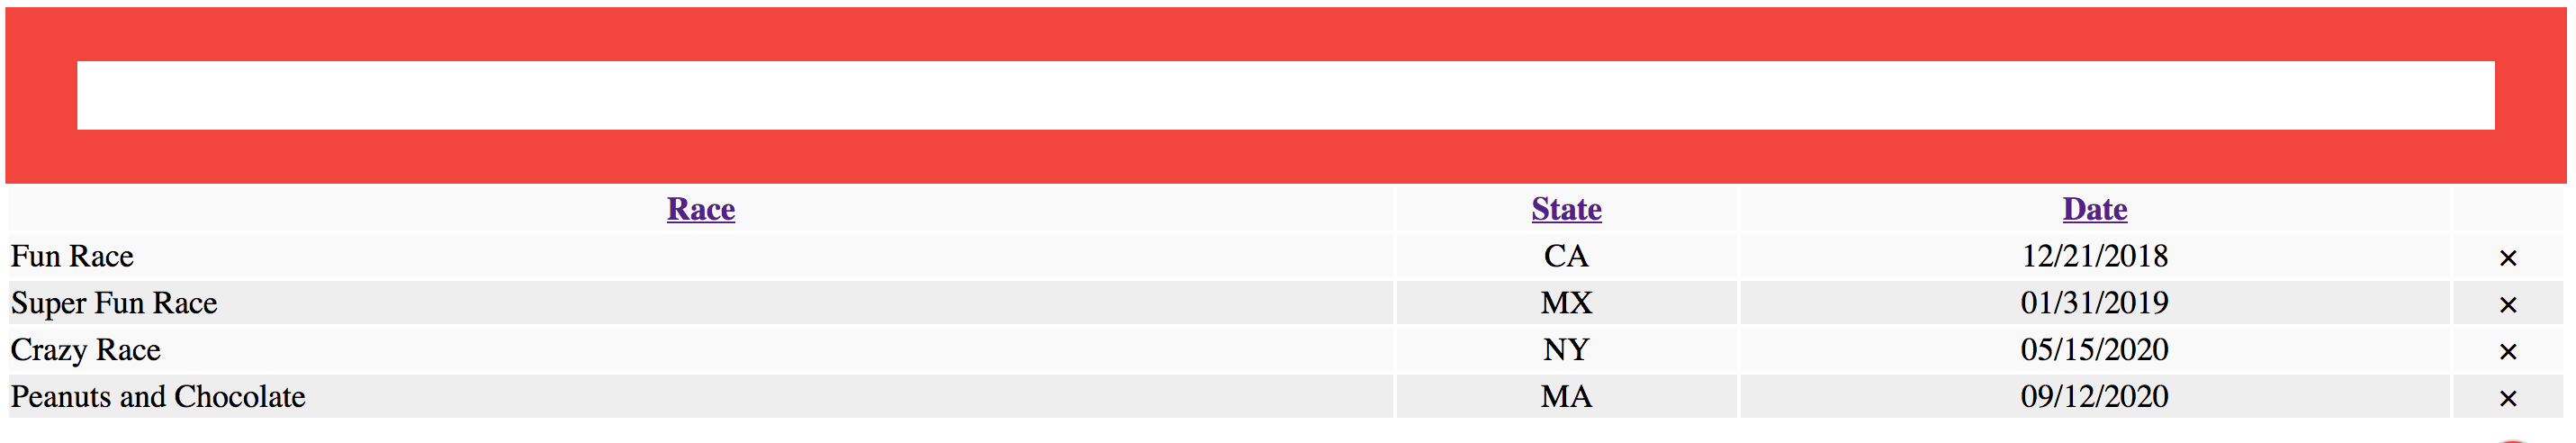 Race State Date
Fun Race CA 12/21/2018 ×
Super Fun Race MX 01/31/2019 ×
Crazy Race NY 05/15/2020 ×
Peanuts and Chocolate MA 09/12/2020 ×